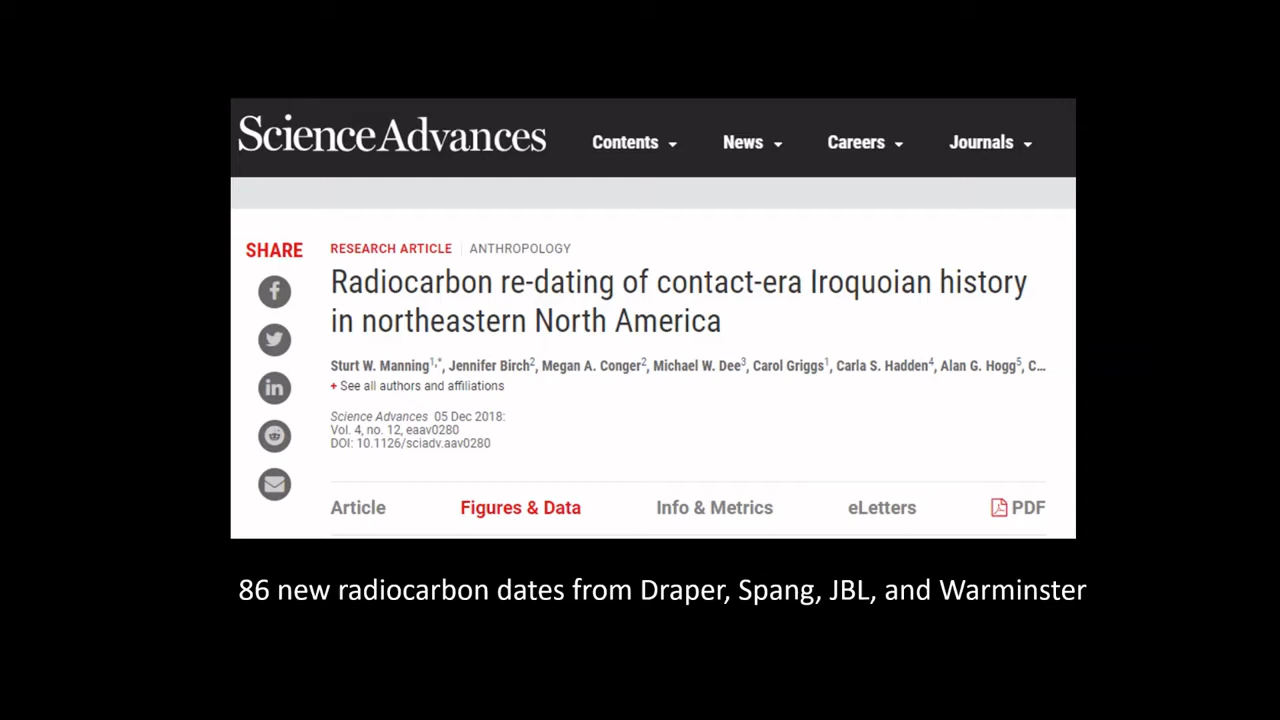 ScienceAdvances
Contents
News
Careers
Journals
SHARE
RESEARCH ARTICLE | ANTHROPOLOGY
Radiocarbon re-dating of contact-era Iroquoian history
in northeastern North America
Sturt W. Manning1,*, Jennifer Birch2, Megan A. Conger2, Michael W. Dee3, Carol Griggs1, Carla S. Hadden4, Alan G. Hogg5, C...
+ See all authors and affiliations
Science Advances 05 Dec 2018:
Vol. 4, no. 12, eaav0280
DOI: 10.1126/sciadv.aav0280
Article
Figures & Data
Info & Metrics
eLetters
PDF
86 new radiocarbon dates from Draper, Spang, JBL, and Warminster